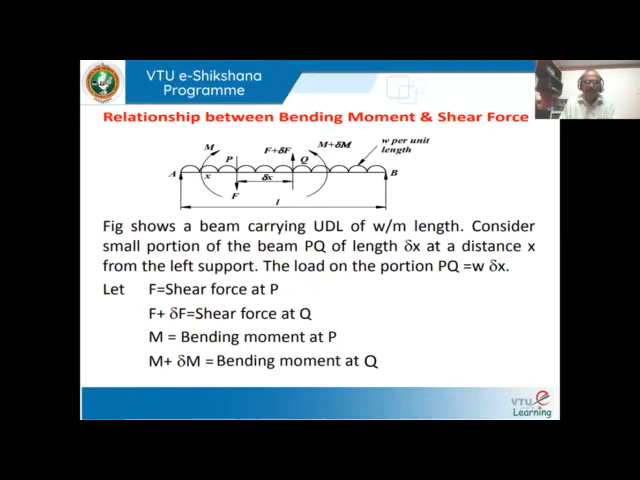 VTU e-Shikshana
Programme
Relationship between Bending Moment & Shear Force
M P F+δF Q M+δM w per unit
length
A x δx B
F
l
Fig shows a beam carrying UDL of w/m length. Consider
small portion of the beam PQ of length δx at a distance x
from the left support. The load on the portion PQ =w δx.
Let F=Shear force at P
F+ δF=Shear force at Q
M = Bending moment at P
M+ δM = Bending moment at Q
VTU e
Learning